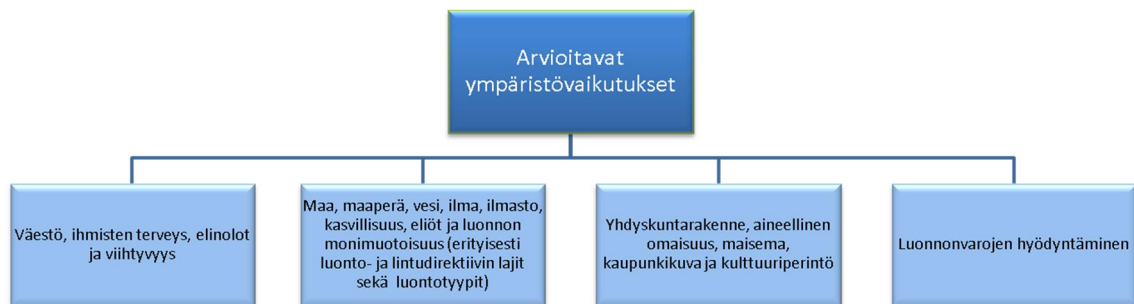 Arvioitavat
ympäristövaikutukset
Väestö, ihmisten terveys, elinolot
ja viihtyvyys
Maa, maaperä, vesi, ilma, ilmasto,
kasvillisuus, eliöt ja luonnon
monimuotoisuus (erityisesti
luonto- ja lintudirektiivin lajit
sekä luontotyypit)
Yhdyskuntarakenne, aineellinen
omaisuus, maisema,
kaupunkikuva ja kulttuuriperintö
Luonnonvarojen hyödyntäminen